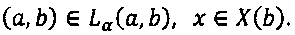 (a, b) ∈ L_α(a, b), x ∈ X(b).